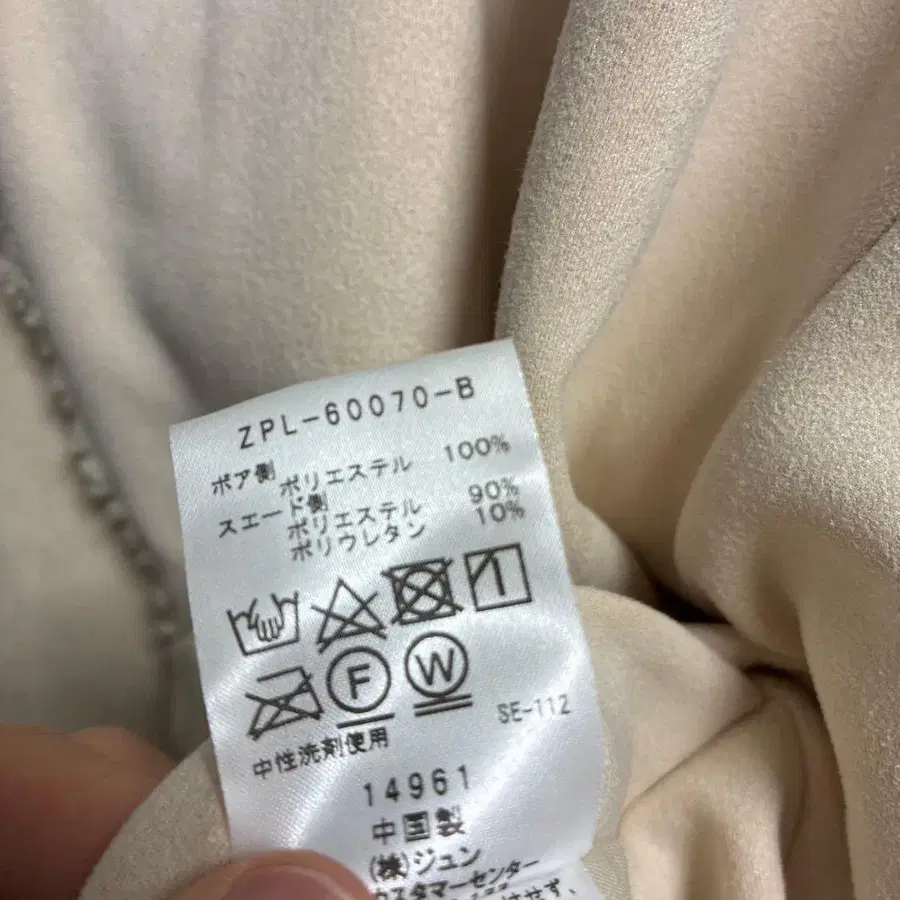 ZPL-60070-B
ボア側
ポリエステル 100%
スエード側
ポリエステル 90%
ポリウレタン 10%
F W
SE-112
中性洗剤使用
14961
中国製
(株)ジュン
カスタマーセンター
せず、